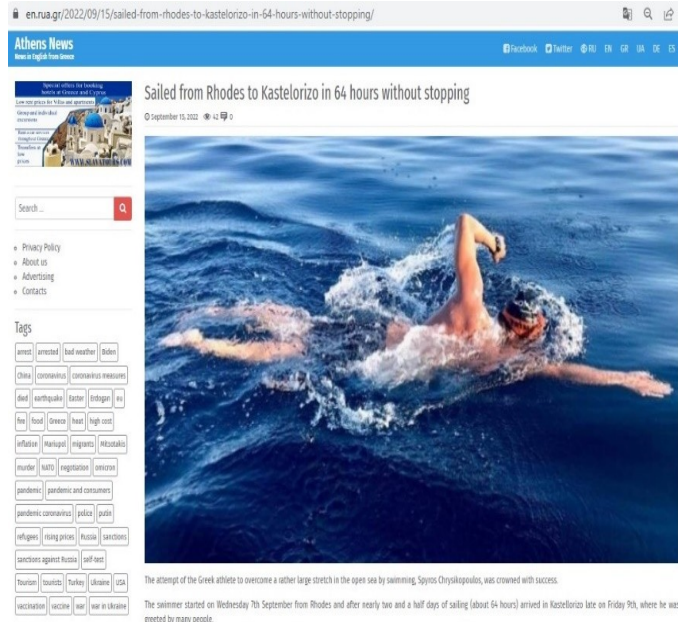 en.rua.gr/2022/09/15/sailed-from-rhodes-to-kastelorizo-in-64-hours-without-stopping/
Athens News
News in English from Greece
Facebook Twitter RU EN GR UA DE ES
Special offers for booking
hotels at Greece and Cyprus
Low rent prices for Villas and apartments
Group and individual
excursions
Rent a car services
throughout Greece
Transfers at
low
prices
WWW.SLAVATOURS.COM
Sailed from Rhodes to Kastelorizo in 64 hours without stopping
September 15, 2022 42 0
Search ...
Privacy Policy
About us
Advertising
Contacts
Tags
arrest arrested bad weather Biden
China coronavirus coronavirus measures
died earthquake Easter Erdogan eu
fire food Greece heat high cost
inflation Mariupol migrants Mitsotakis
murder NATO negotiation omicron
pandemic pandemic and consumers
pandemic coronavirus police putin
refugees rising prices Russia sanctions
sanctions against Russia self-test
Tourism tourists Turkey Ukraine USA
vaccination vaccine war war in Ukraine
The attempt of the Greek athlete to overcome a rather large stretch in the open sea by swimming, Spyros Chrysikopoulos, was crowned with success.
The swimmer started on Wednesday 7th September from Rhodes and after nearly two and a half days of sailing (about 64 hours) arrived in Kastellorizo late on Friday 9th, where he was
greeted by many people.